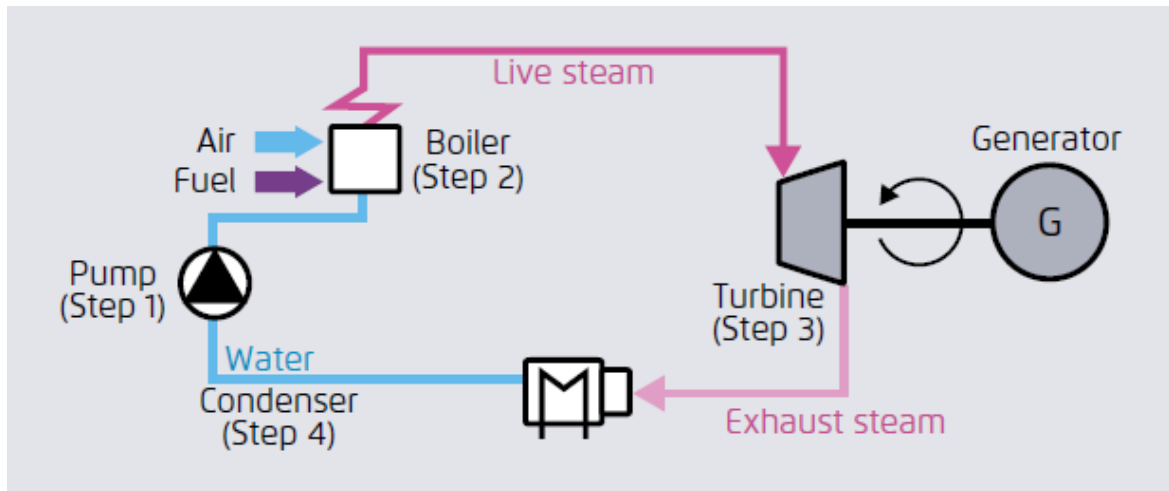 Live steam
Air
Fuel
Boiler
(Step 2)
Generator
G
Pump
(Step 1)
Turbine
(Step 3)
Water
Condenser
(Step 4)
Exhaust steam